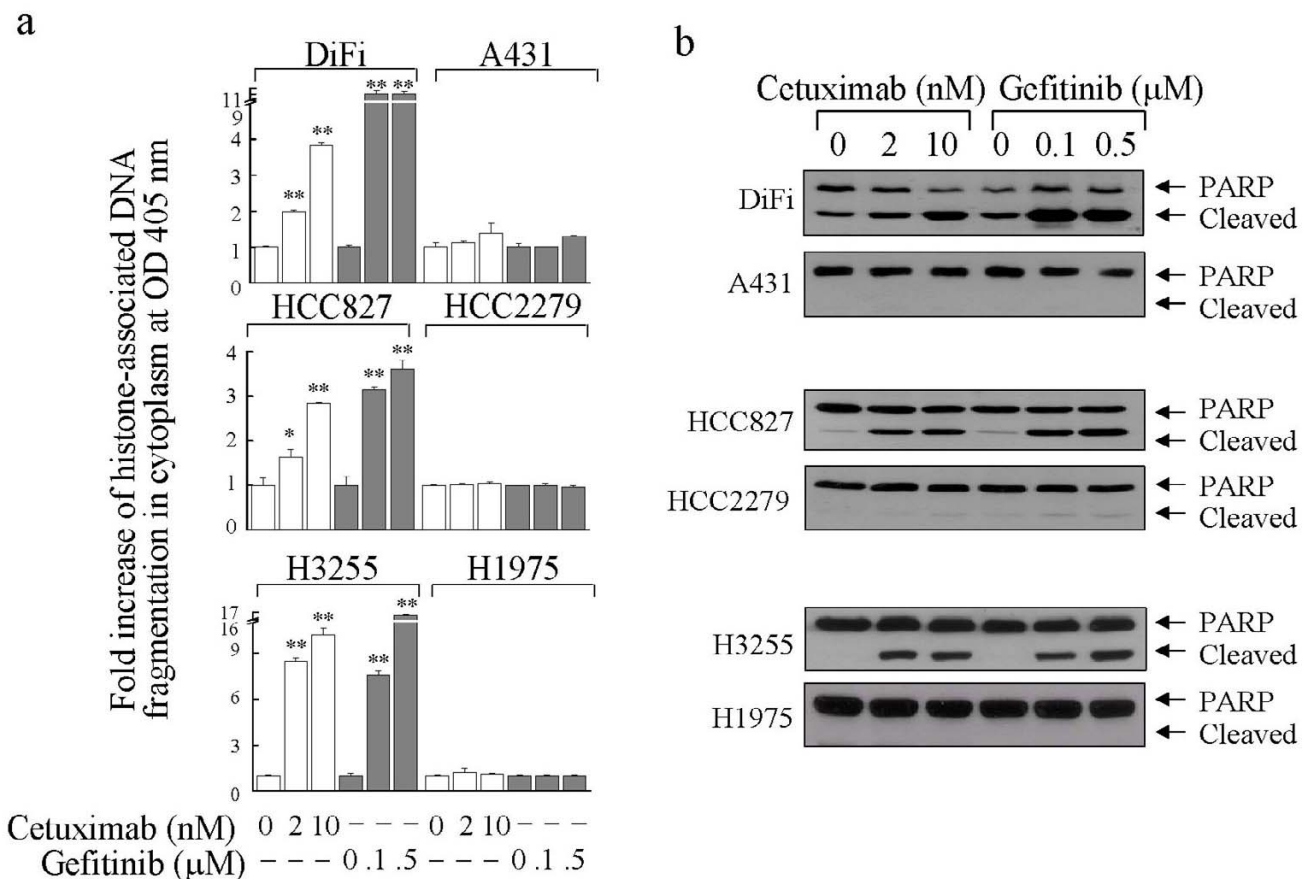 a
Fold increase of histone-associated DNA
fragmentation in cytoplasm at OD 405 nm
DiFi A431
** ** ** **
11
9
4
3
2
1
0
HCC827 HCC2279
* ** ** **
4
3
2
1
0
H3255 H1975
** ** ** **
17
16
9
6
3
0
Cetuximab (nM) 0 2 10 – – – 0 2 10 – – –
Gefitinib (μM) – – – 0 .1 .5 – – – 0 .1 .5
b
Cetuximab (nM) Gefitinib (μM)
0 2 10 0 0.1 0.5
DiFi ← PARP
← Cleaved
A431 ← PARP
← Cleaved
HCC827 ← PARP
← Cleaved
HCC2279 ← PARP
← Cleaved
H3255 ← PARP
← Cleaved
H1975 ← PARP
← Cleaved